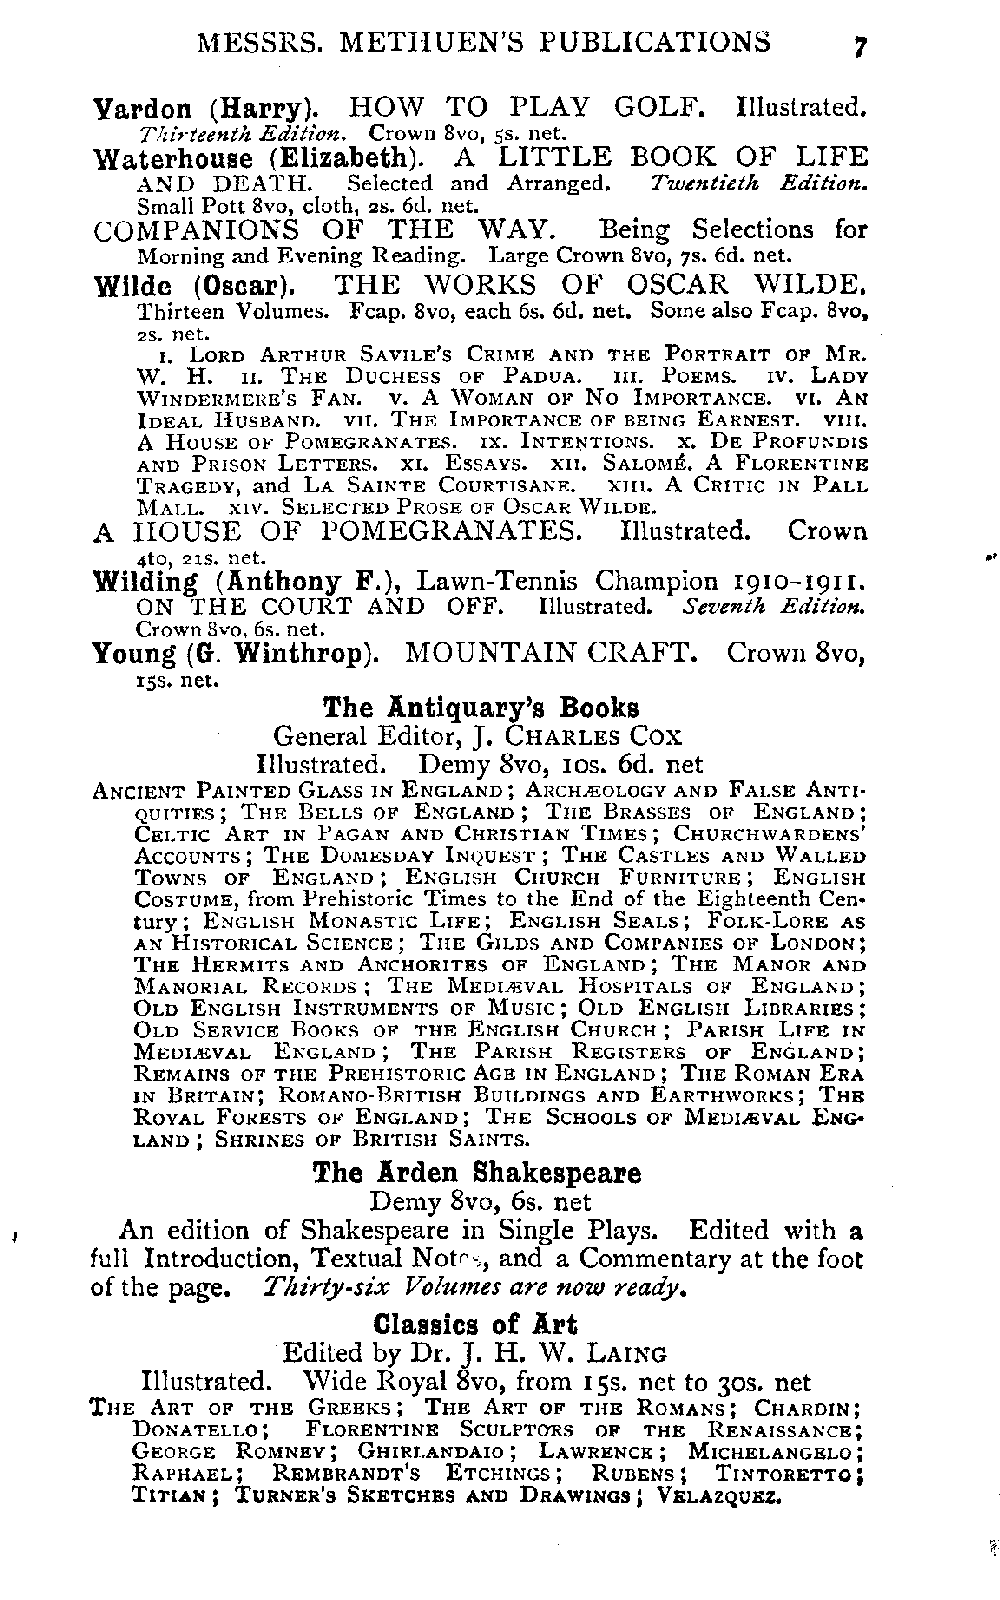 MESSRS. METHUEN'S PUBLICATIONS 7
Vardon (Harry). HOW TO PLAY GOLF. Illustrated.
Thirteenth Edition. Crown 8vo, 5s. net.
Waterhouse (Elizabeth). A LITTLE BOOK OF LIFE
AND DEATH. Selected and Arranged. Twentieth Edition.
Small Pott 8vo, cloth, 2s. 6d. net.
COMPANIONS OF THE WAY. Being Selections for
Morning and Evening Reading. Large Crown 8vo, 7s. 6d. net.
Wilde (Oscar). THE WORKS OF OSCAR WILDE.
Thirteen Volumes. Fcap. 8vo, each 6s. 6d. net. Some also Fcap. 8vo,
2s. net.
I. LORD ARTHUR SAVILE'S CRIME AND THE PORTRAIT OF MR.
W. H. II. THE DUCHESS OF PADUA. III. POEMS. IV. LADY
WINDERMERE'S FAN. V. A WOMAN OF NO IMPORTANCE. VI. AN
IDEAL HUSBAND. VII. THE IMPORTANCE OF BEING EARNEST. VIII.
A HOUSE OF POMEGRANATES. IX. INTENTIONS. X. DE PROFUNDIS
AND PRISON LETTERS. XI. ESSAYS. XII. SALOMÉ. A FLORENTINE
TRAGEDY, and LA SAINTE COURTISANE. XIII. A CRITIC IN PALL
MALL. XIV. SELECTED PROSE OF OSCAR WILDE.
A HOUSE OF POMEGRANATES. Illustrated. Crown
4to, 21s. net.
Wilding (Anthony F.), Lawn-Tennis Champion 1910-1911.
ON THE COURT AND OFF. Illustrated. Seventh Edition.
Crown 8vo, 6s. net.
Young (G. Winthrop). MOUNTAIN CRAFT. Crown 8vo,
15s. net.
The Antiquary's Books
General Editor, J. CHARLES COX
Illustrated. Demy 8vo, 10s. 6d. net
ANCIENT PAINTED GLASS IN ENGLAND; ARCHÆOLOGY AND FALSE ANTI-
QUITIES; THE BELLS OF ENGLAND; THE BRASSES OF ENGLAND;
CELTIC ART IN PAGAN AND CHRISTIAN TIMES; CHURCHWARDENS'
ACCOUNTS; THE DOMESDAY INQUEST; THE CASTLES AND WALLED
TOWNS OF ENGLAND; ENGLISH CHURCH FURNITURE; ENGLISH
COSTUME, from Prehistoric Times to the End of the Eighteenth Cen-
tury; ENGLISH MONASTIC LIFE; ENGLISH SEALS; FOLK-LORE AS
AN HISTORICAL SCIENCE; THE GILDS AND COMPANIES OF LONDON;
THE HERMITS AND ANCHORITES OF ENGLAND; THE MANOR AND
MANORIAL RECORDS; THE MEDIÆVAL HOSPITALS OF ENGLAND;
OLD ENGLISH INSTRUMENTS OF MUSIC; OLD ENGLISH LIBRARIES;
OLD SERVICE BOOKS OF THE ENGLISH CHURCH; PARISH LIFE IN
MEDIÆVAL ENGLAND; THE PARISH REGISTERS OF ENGLAND;
REMAINS OF THE PREHISTORIC AGE IN ENGLAND; THE ROMAN ERA
IN BRITAIN; ROMANO-BRITISH BUILDINGS AND EARTHWORKS; THE
ROYAL FORESTS OF ENGLAND; THE SCHOOLS OF MEDIÆVAL ENG-
LAND; SHRINES OF BRITISH SAINTS.
The Arden Shakespeare
Demy 8vo, 6s. net
An edition of Shakespeare in Single Plays. Edited with a
full Introduction, Textual Notes, and a Commentary at the foot
of the page. Thirty-six Volumes are now ready.
Classics of Art
Edited by Dr. J. H. W. LAING
Illustrated. Wide Royal 8vo, from 15s. net to 30s. net
THE ART OF THE GREEKS; THE ART OF THE ROMANS; CHARDIN;
DONATELLO; FLORENTINE SCULPTORS OF THE RENAISSANCE;
GEORGE ROMNEY; GHIRLANDAIO; LAWRENCE; MICHELANGELO;
RAPHAEL; REMBRANDT'S ETCHINGS; RUBENS; TINTORETTO;
TITIAN; TURNER'S SKETCHES AND DRAWINGS; VELAZQUEZ.